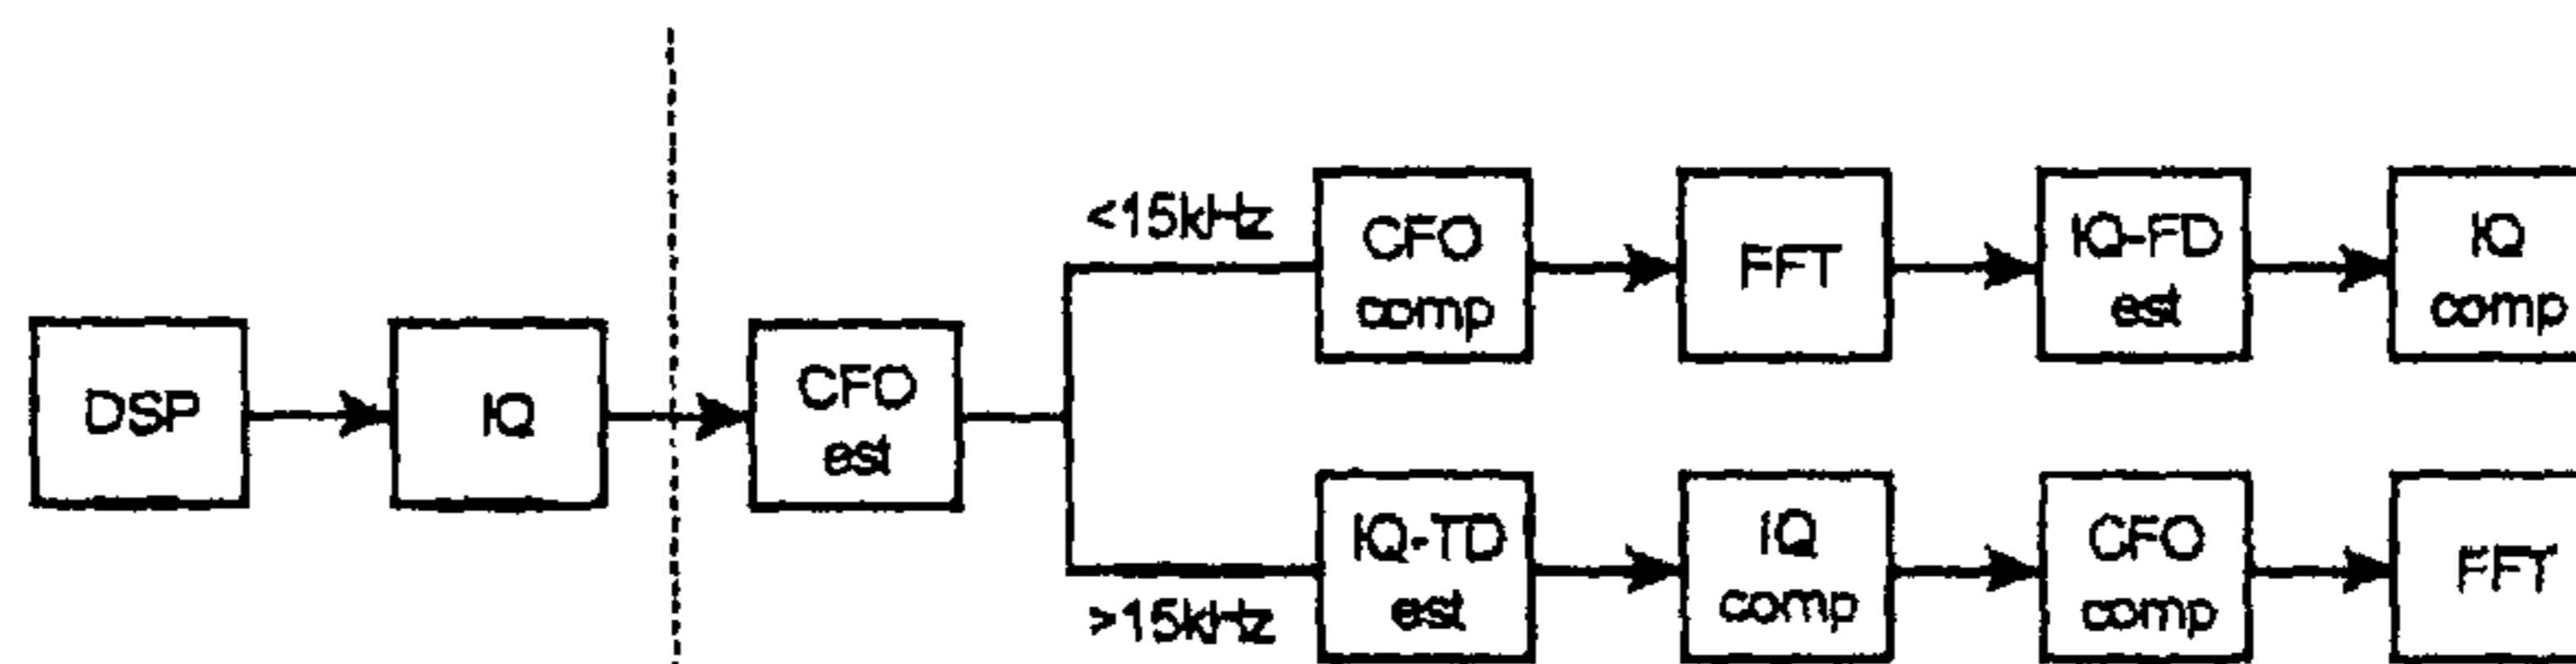 DSP
IQ
CFO
est
<15kHz
CFO
comp
FFT
IQ-FD
est
IQ
comp
>15kHz
IQ-TD
est
IQ
comp
CFO
comp
FFT